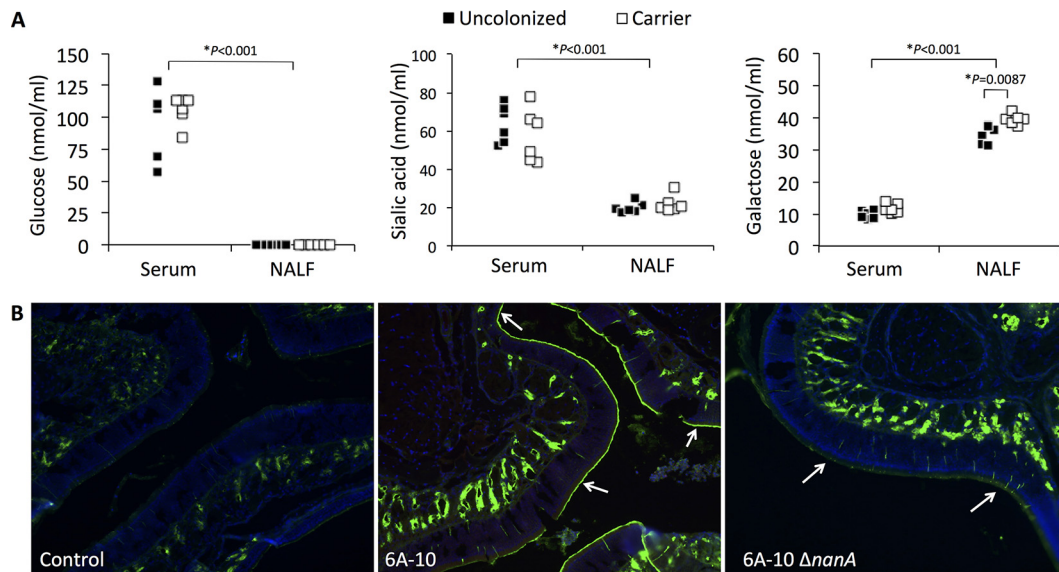 A
■ Uncolonized □ Carrier
Glucose (nmol/ml)
150
125
100
75
50
25
0
*P<0.001
Serum NALF
Sialic acid (nmol/ml)
100
80
60
40
20
0
*P<0.001
Serum NALF
Galactose (nmol/ml)
60
50
40
30
20
10
0
*P<0.001
*P=0.0087
Serum NALF
B
Control
6A-10
6A-10 ΔnanA